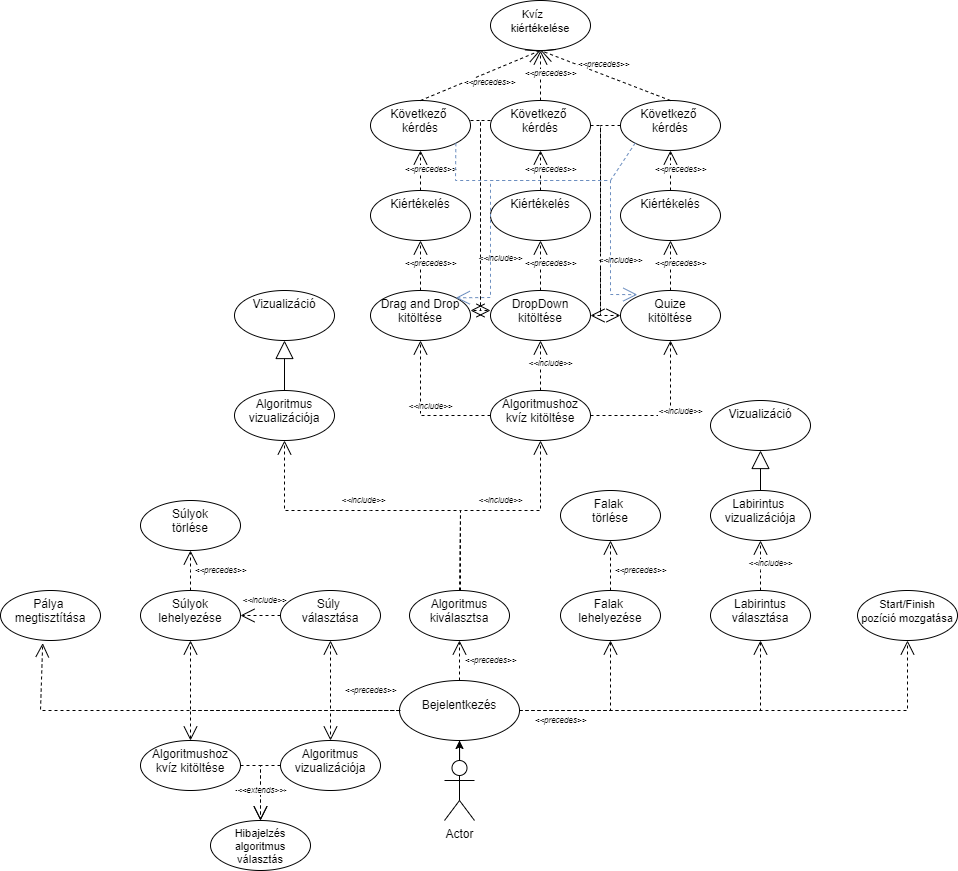 Kvíz
kiértékelése
<<precedes>>
<<precedes>>
<<precedes>>
Következő
kérdés
Következő
kérdés
Következő
kérdés
<<precedes>>
<<precedes>>
<<precedes>>
Kiértékelés
Kiértékelés
Kiértékelés
<<precedes>>
<<include>>
<<precedes>>
<<include>>
<<precedes>>
Vizualizáció
Drag and Drop
kitöltése
DropDown
kitöltése
Quize
kitöltése
<<include>>
Algoritmus
vizualizációja
<<include>>
Algoritmushoz
kvíz kitöltése
<<include>>
Vizualizáció
<<include>>
<<include>>
Súlyok
törlése
Falak
törlése
Labirintus
vizualizációja
<<precedes>>
<<precedes>>
<<include>>
Pálya
megtisztítása
Súlyok
lehelyezése
<<include>>
Súly
választása
Algoritmus
kiválasztsa
Falak
lehelyezése
Labirintus
választása
Start/Finish
pozíció mozgatása
<<precedes>>
<<precedes>>
Bejelentkezés
<<precedes>>
Algoritmushoz
kvíz kitöltése
Algoritmus
vizualizációja
<<extends>>
Hibajelzés
algoritmus
választás
Actor